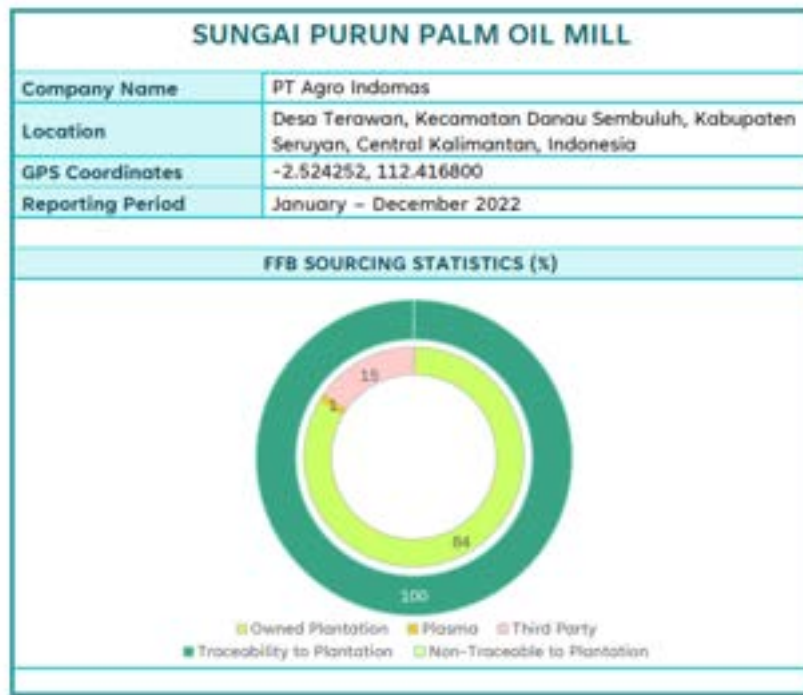 SUNGAI PURUN PALM OIL MILL
Company Name PT Agro Indomas
Location Desa Terawan, Kecamatan Danau Sembuluh, Kabupaten
Seruyan, Central Kalimantan, Indonesia
GPS Coordinates -2.524252, 112.416800
Reporting Period January – December 2022
FFB SOURCING STATISTICS (%)
15
1
84
100
Owned Plantation Plasma Third Party
Traceability to Plantation Non-Traceable to Plantation